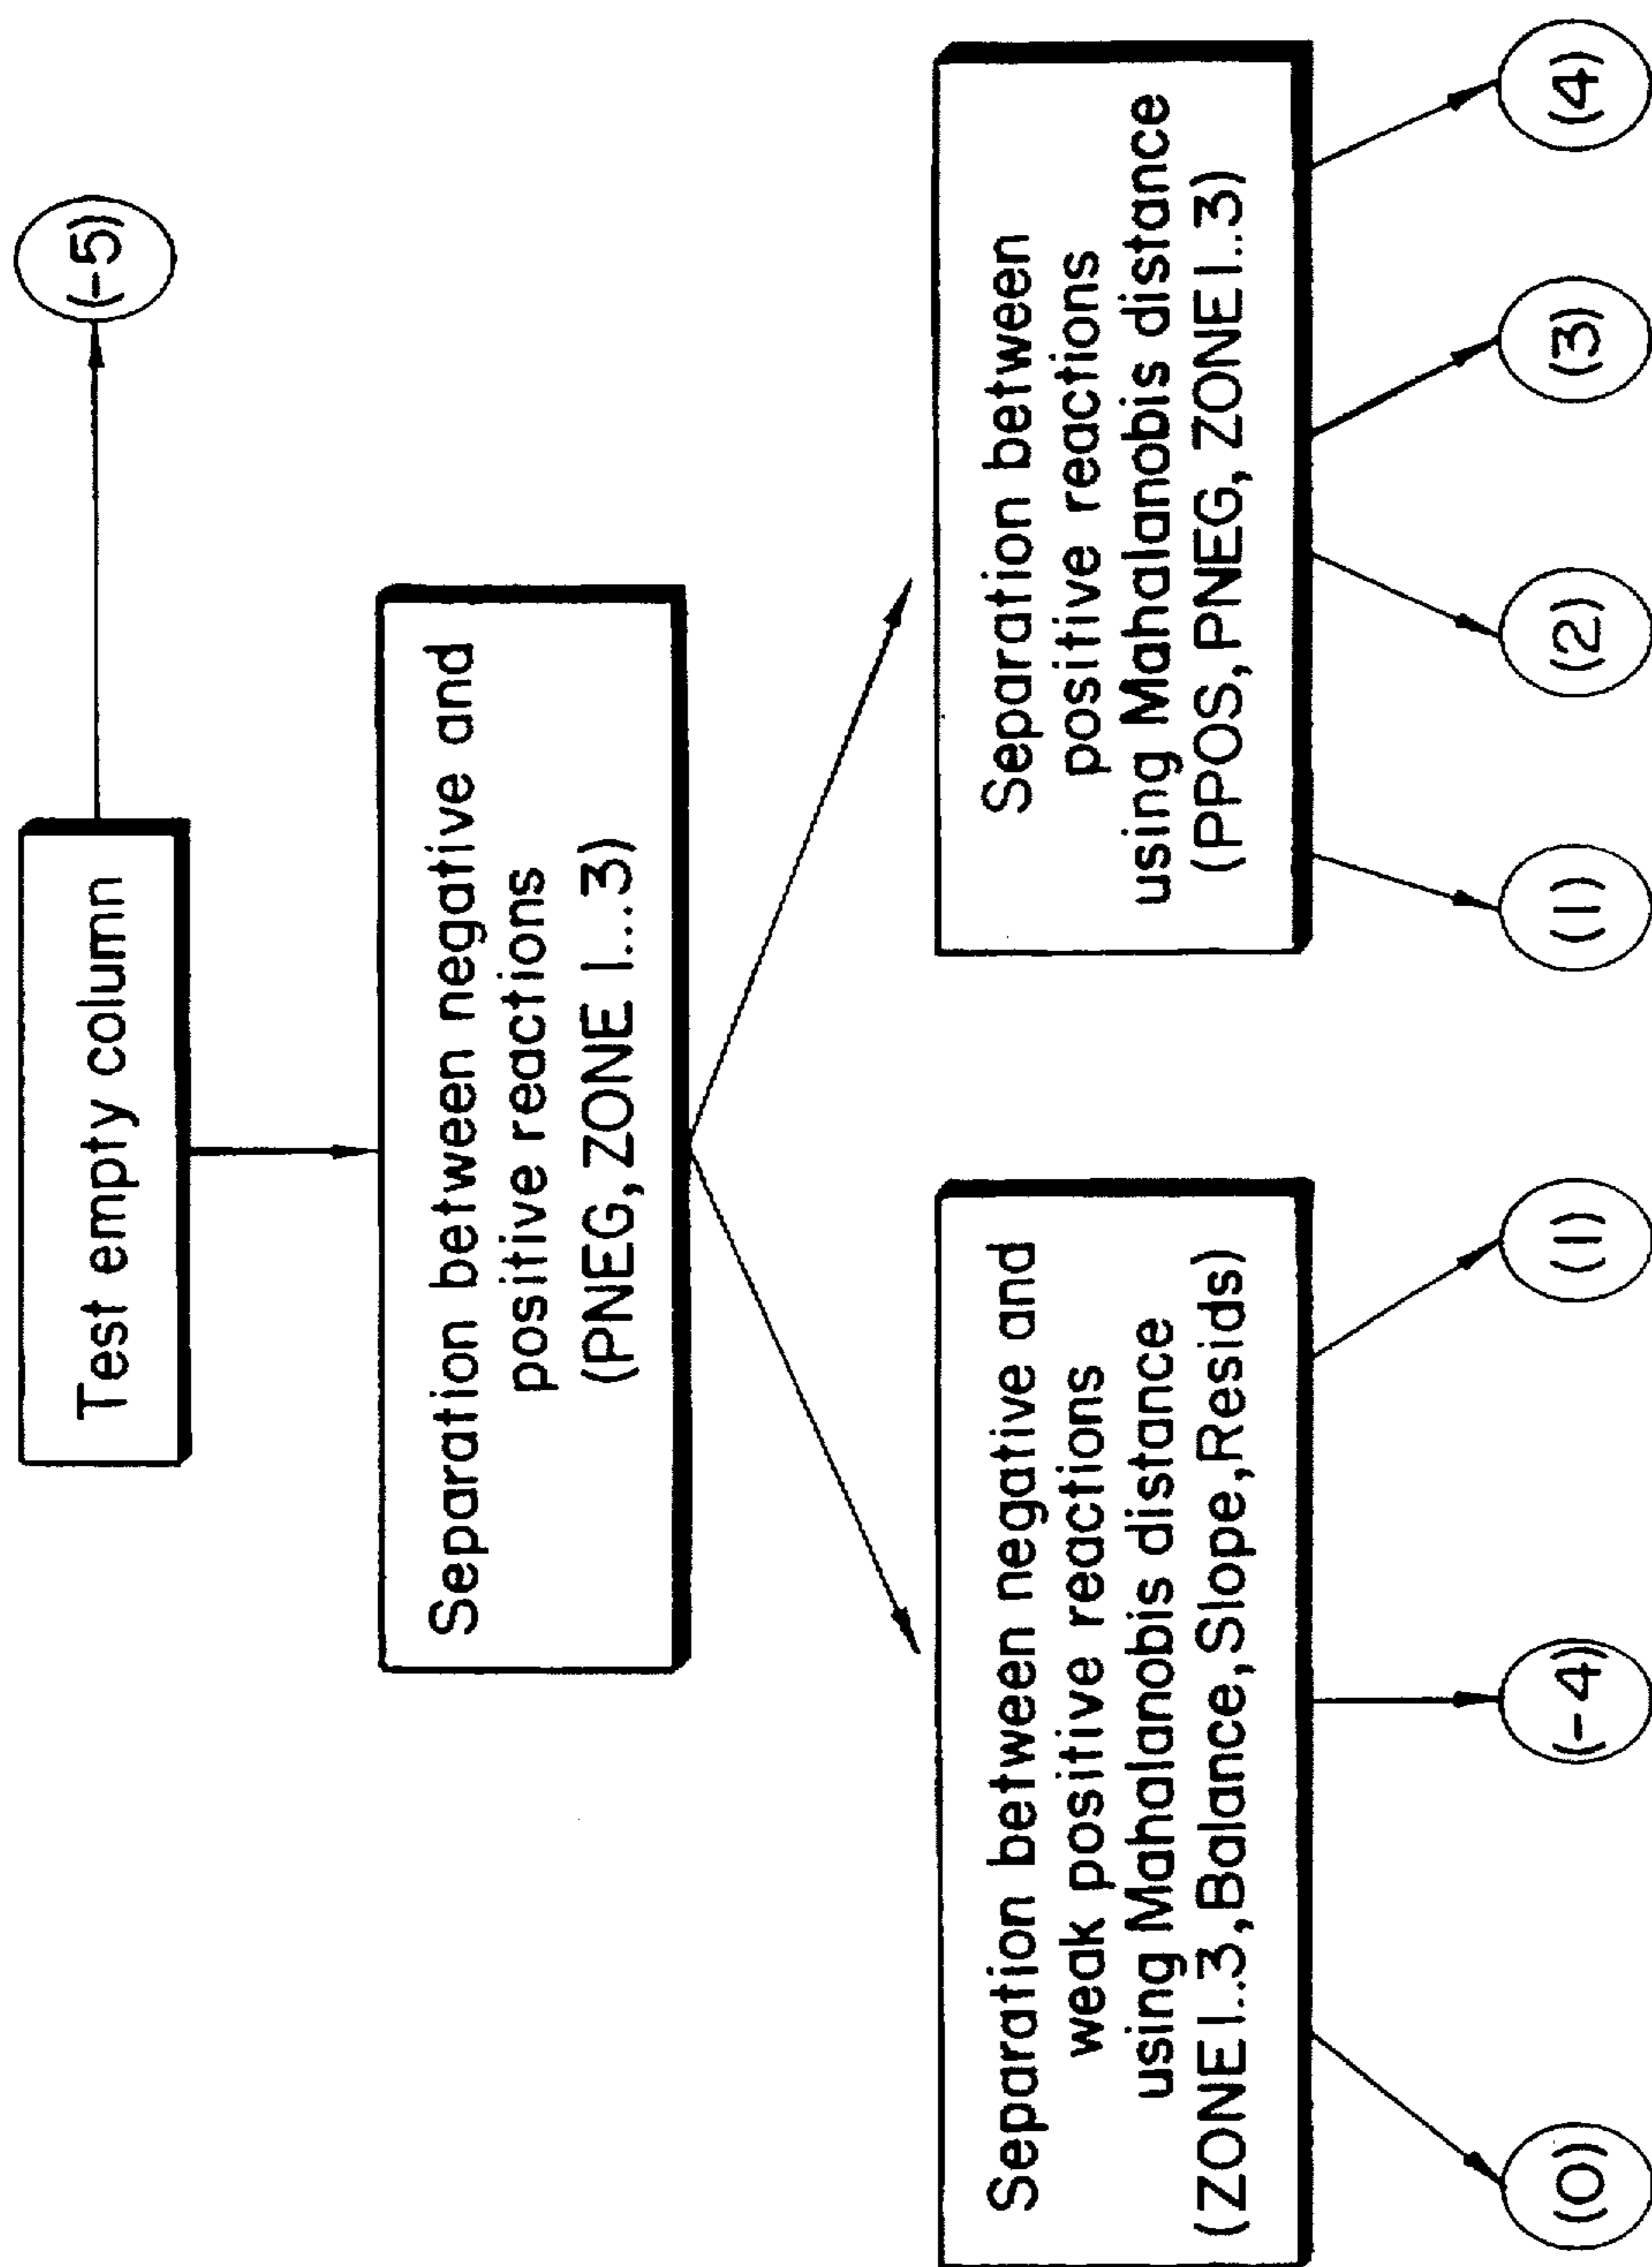 Test empty column
(-5)
Separation between negative and
positive reactions
(PNEG, ZONE 1...3)
Separation between negative and
weak positive reactions
using Mahalanobis distance
(ZONE1..3,Balance,Slope,Resids)
Separation between
positive reactions
using Mahalanobis distance
(PPOS, PNEG, ZONE1..3)
(0)
(-4)
(1)
(1)
(2)
(3)
(4)